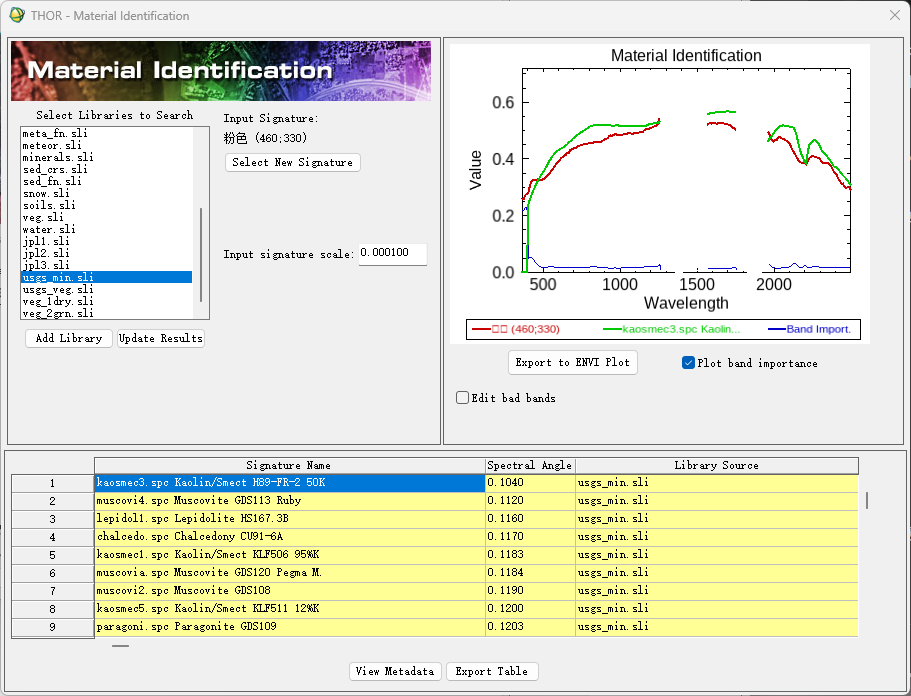 THOR - Material Identification
Material Identification
Select Libraries to Search
meta_fn.sli
meteor.sli
minerals.sli
sed_crs.sli
sed_fn.sli
snow.sli
soils.sli
veg.sli
water.sli
jpl1.sli
jpl2.sli
jpl3.sli
usgs_min.sli
usgs_veg.sli
veg_1dry.sli
veg_2grn.sli
Add Library
Update Results
Input Signature:
粉色 (460;330)
Select New Signature
Input signature scale: 0.000100
Material Identification
Value
0.6
0.4
0.2
0.0
500 1000 1500 2000
Wavelength
□□ (460;330) kaosmec3.spc Kaolin... Band Import.
Export to ENVI Plot
Plot band importance
Edit bad bands
Signature Name Spectral Angle Library Source
1 kaosmec3.spc Kaolin/Smect H89-FR-2 50K 0.1040 usgs_min.sli
2 muscovi4.spc Muscovite GDS113 Ruby 0.1120 usgs_min.sli
3 lepidol1.spc Lepidolite HS167.3B 0.1160 usgs_min.sli
4 chalcedo.spc Chalcedony CU91-6A 0.1170 usgs_min.sli
5 kaosmec1.spc Kaolin/Smect KLF506 95%K 0.1183 usgs_min.sli
6 muscovia.spc Muscovite GDS120 Pegma M. 0.1184 usgs_min.sli
7 muscovi2.spc Muscovite GDS108 0.1190 usgs_min.sli
8 kaosmec5.spc Kaolin/Smect KLF511 12%K 0.1200 usgs_min.sli
9 paragoni.spc Paragonite GDS109 0.1203 usgs_min.sli
View Metadata
Export Table